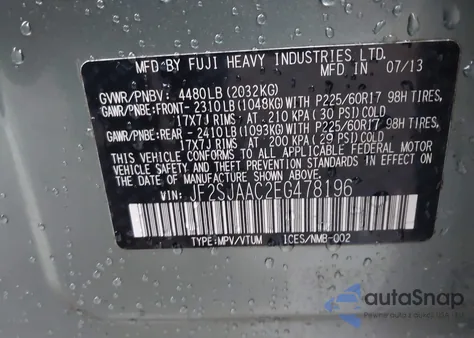 MFD BY FUJI HEAVY INDUSTRIES LTD.
MFD IN 07/13
GVWR/PNBV: 4480LB (2032KG)
GAWR/PNBE:FRONT- 2310LB (1048KG)WITH P225/60R17 98H TIRES,
17X7J RIMS: AT 210 KPA( 30 PSI)COLD.
GAWR/PNBE:REAR - 2410LB (1093KG)WITH P225/60R17 98H TIRES,
17X7J RIMS: AT 200 KPA( 29 PSI)COLD.
THIS VEHICLE CONFORMS TO ALL APPLICABLE FEDERAL MOTOR
VEHICLE SAFETY AND THEFT PREVENTION STANDARDS IN EFFECT
ON THE DATE OF MANUFACTURE SHOWN ABOVE.
VIN: JF2SJAAC2EG478196
TYPE:MPV/VTUM ICES/NMB-002
autoSnap